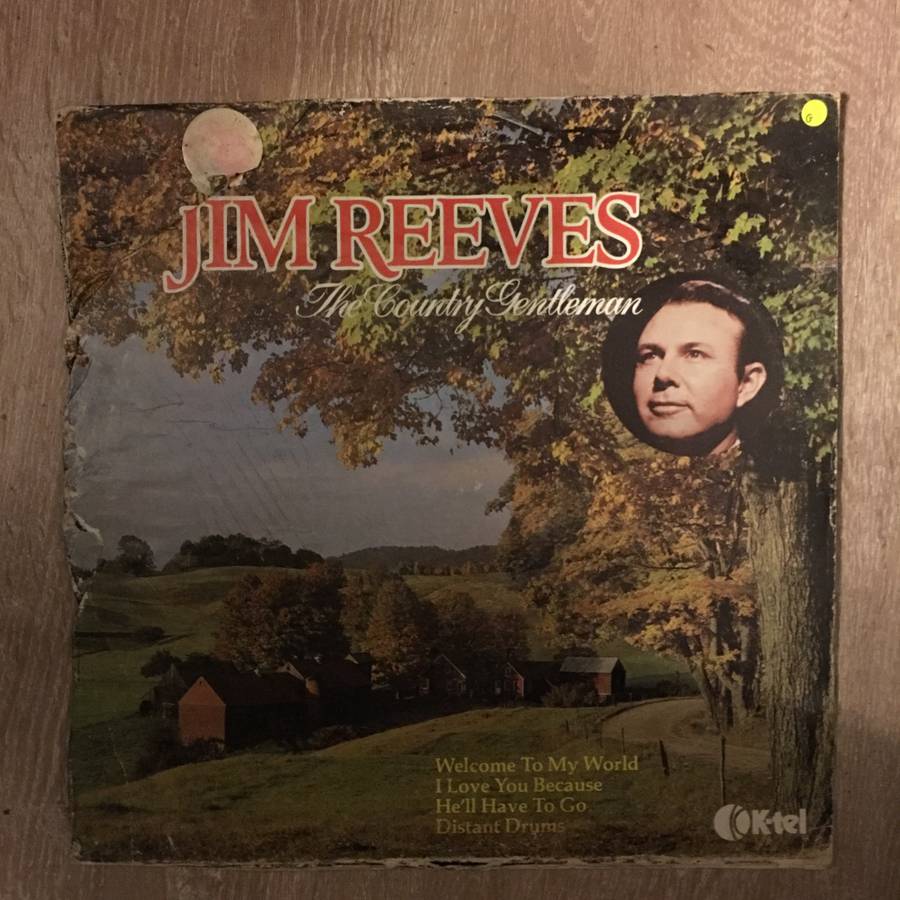 G
JIM REEVES
The Country Gentleman
Welcome To My World
I Love You Because
He'll Have To Go
Distant Drums
K-tel